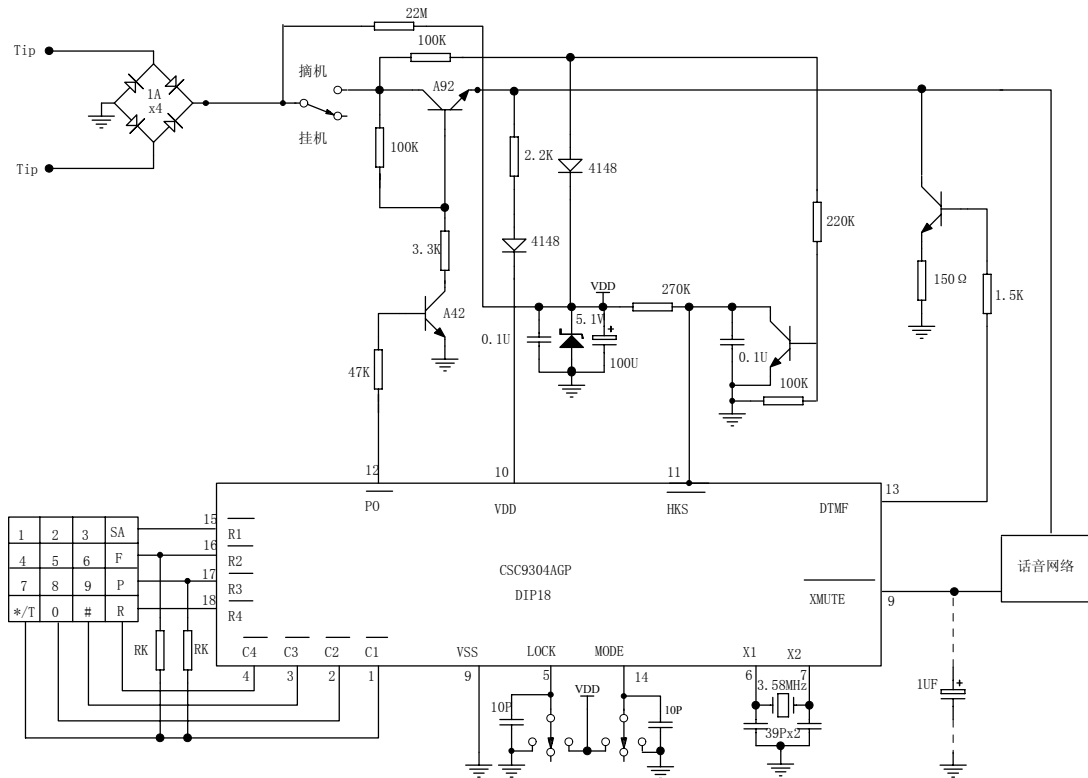 22M
Tip
100K
A92
摘机
1A
x4
挂机
100K
2.2K
4148
Tip
220K
3.3K
4148
VDD
270K
150Ω
1.5K
A42
5.1V
0.1U
100U
0.1U
47K
100K
12
10
11
13
PO
VDD
HKS
DTMF
15
R1
16
R2
17
R3
18
R4
1 2 3 SA
4 5 6 F
7 8 9 P
*/T 0 # R
CSC9304AGP
DIP18
XMUTE
9
话音网络
RK
RK
C4
C3
C2
C1
VSS
LOCK
MODE
X1
X2
4
3
2
1
9
5
14
6
7
VDD
3.58MHz
10P
10P
39Px2
1UF
+
+